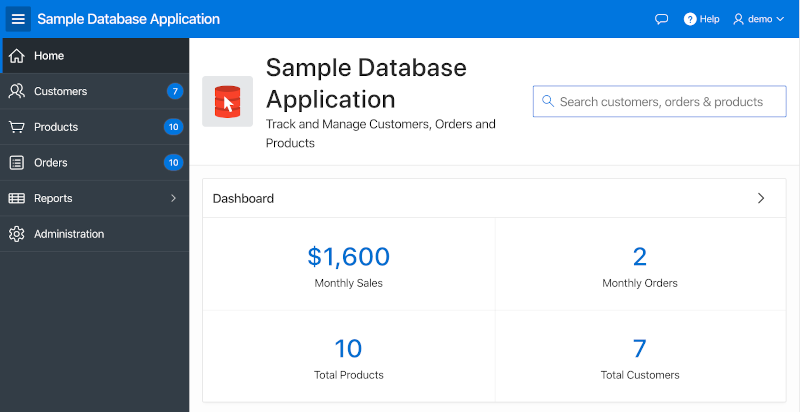 Sample Database Application
Help
demo
Home
Customers 7
Products 10
Orders 10
Reports
Administration
Sample Database
Application
Track and Manage Customers, Orders and
Products
Search customers, orders & products
Dashboard
$1,600
Monthly Sales
2
Monthly Orders
10
Total Products
7
Total Customers